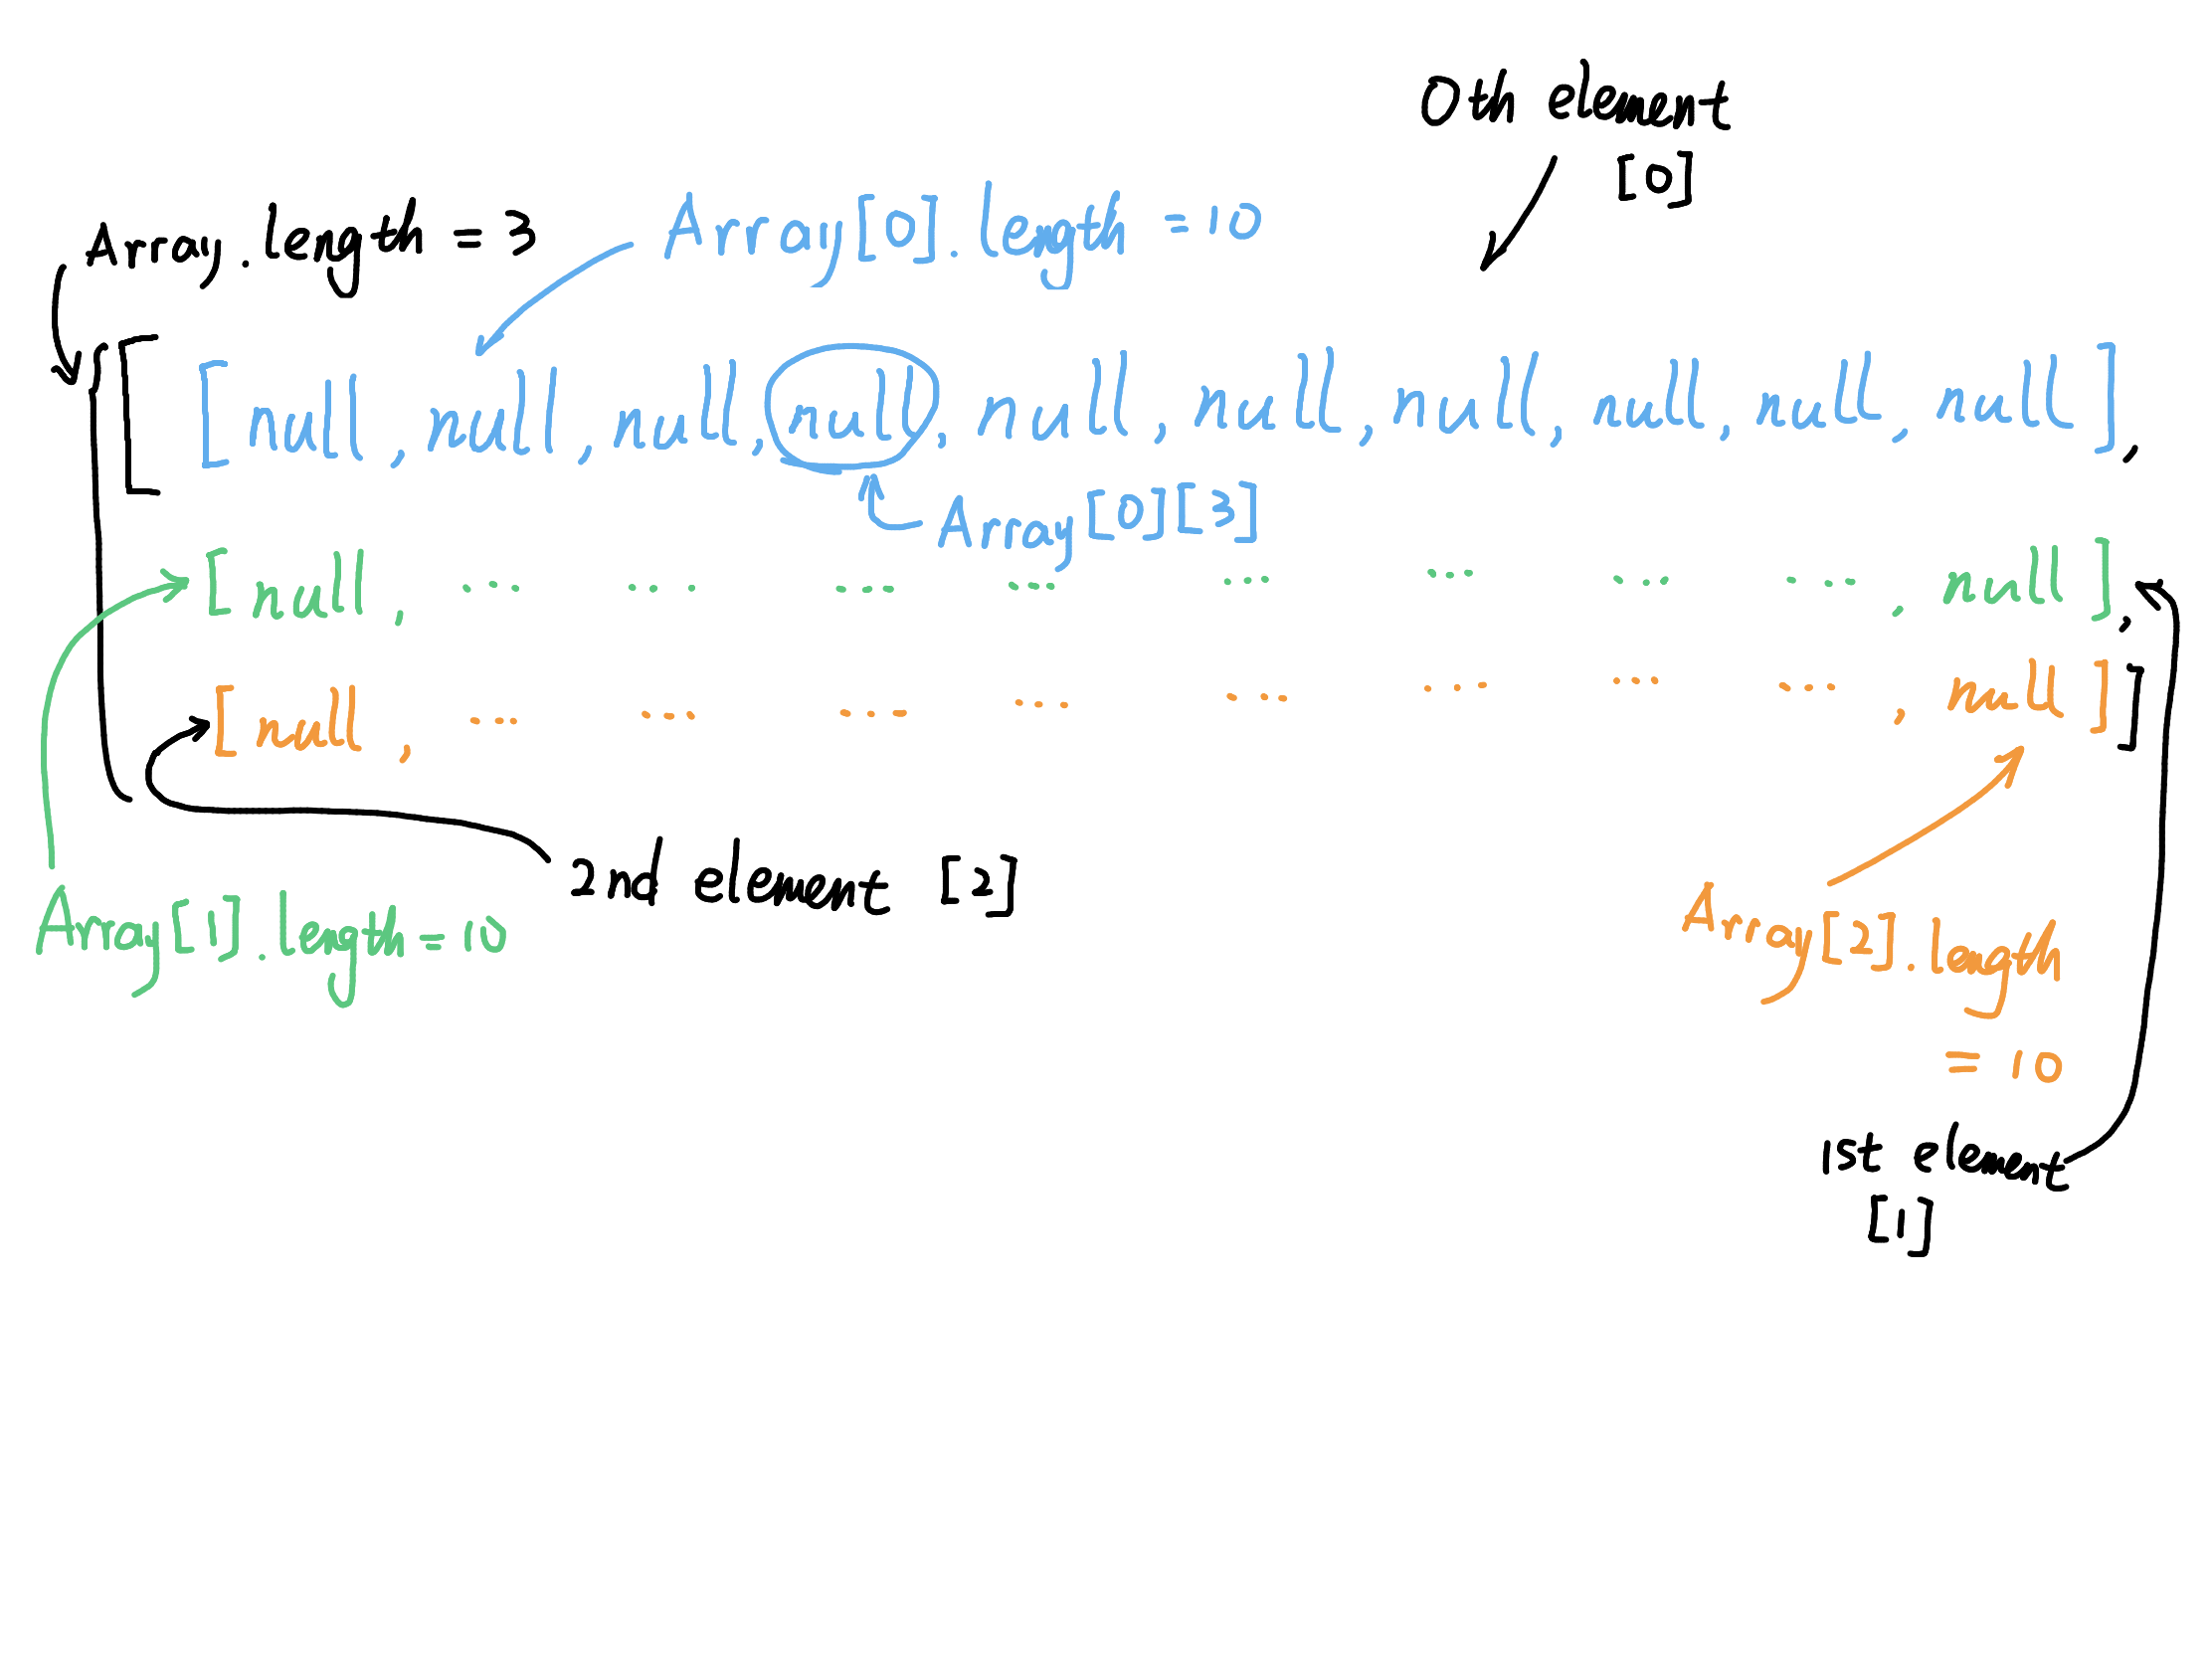 0th element
[0]
Array.length = 3
Array[0].length = 10
[ [null, null, null, null, null, null, null, null, null, null],
Array[0][3]
[null, ... ... ... ... ... ... ... ..., null],
[null, ... ... ... ... ... ... ... ..., null]]
2nd element [2]
Array[1].length = 10
Array[2].length
= 10
1st element
[1]